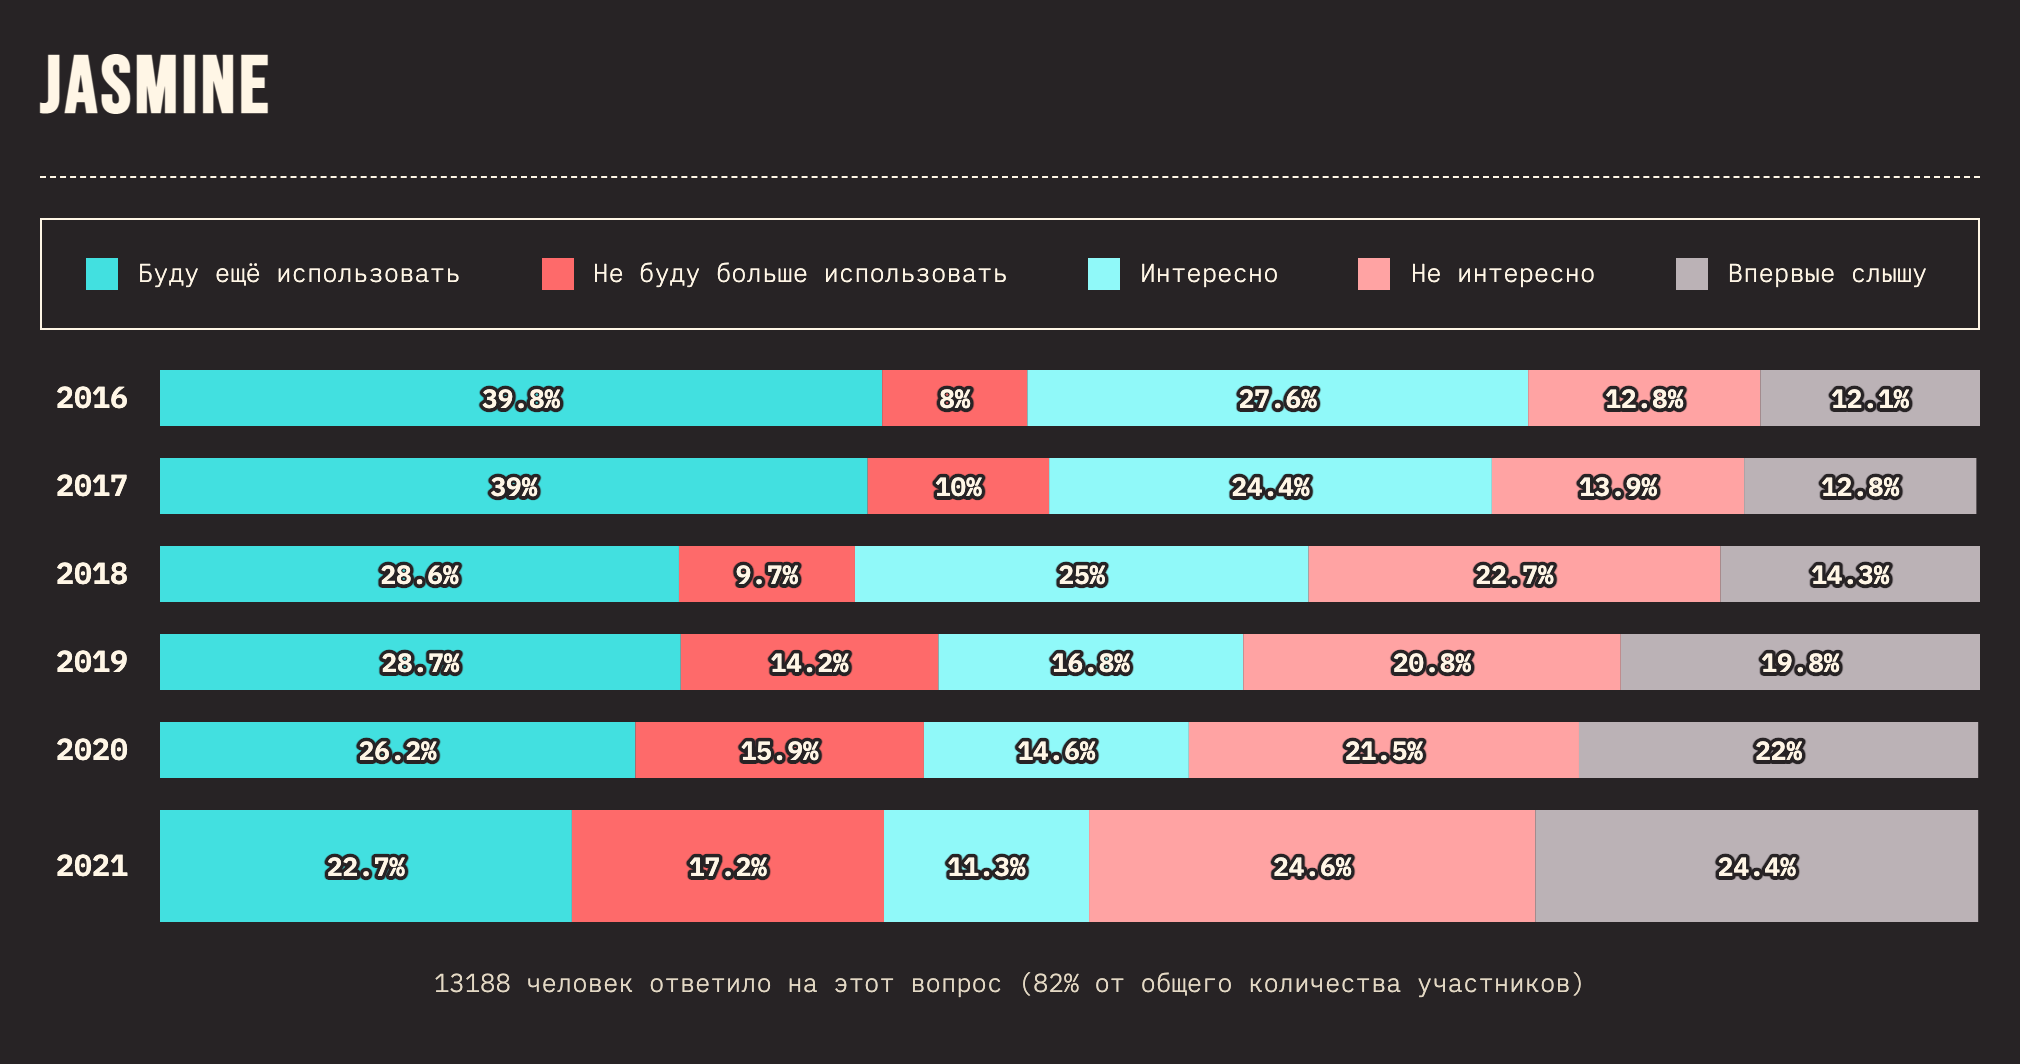 JASMINE
Буду ещё использовать Не буду больше использовать Интересно Не интересно Впервые слышу
2016 39.8% 8% 27.6% 12.8% 12.1%
2017 39% 10% 24.4% 13.9% 12.8%
2018 28.6% 9.7% 25% 22.7% 14.3%
2019 28.7% 14.2% 16.8% 20.8% 19.8%
2020 26.2% 15.9% 14.6% 21.5% 22%
2021 22.7% 17.2% 11.3% 24.6% 24.4%
13188 человек ответило на этот вопрос (82% от общего количества участников)